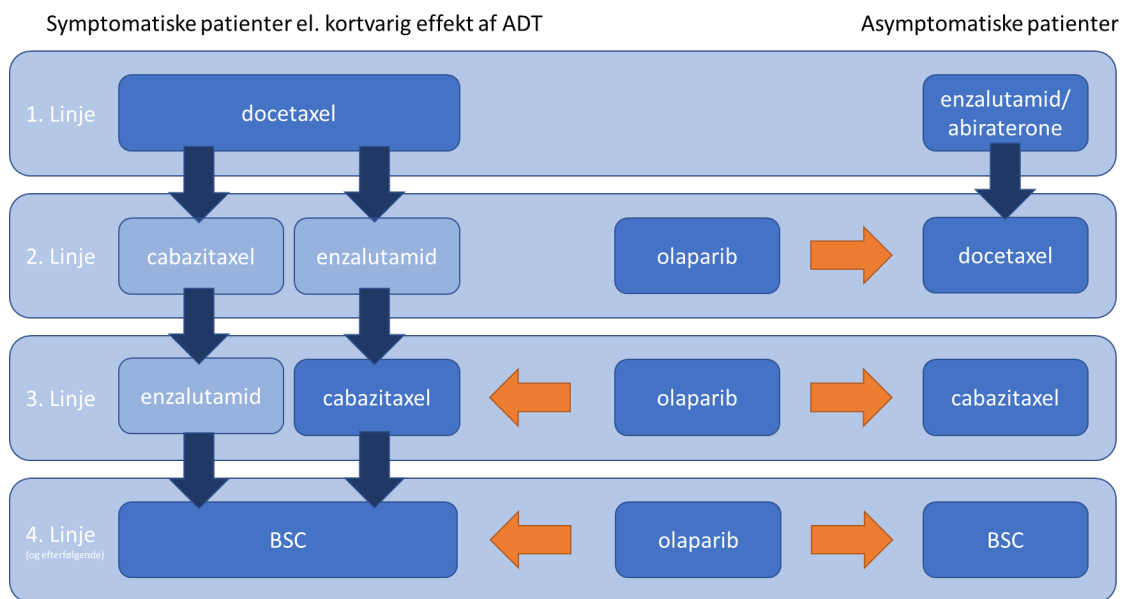 Symptomatiske patienter el. kortvarig effekt af ADT
Asymptomatiske patienter
1. Linje
docetaxel
enzalutamid/
abiraterone
2. Linje
cabazitaxel
enzalutamid
olaparib
docetaxel
3. Linje
enzalutamid
cabazitaxel
olaparib
cabazitaxel
4. Linje
(og efterfølgende)
BSC
olaparib
BSC